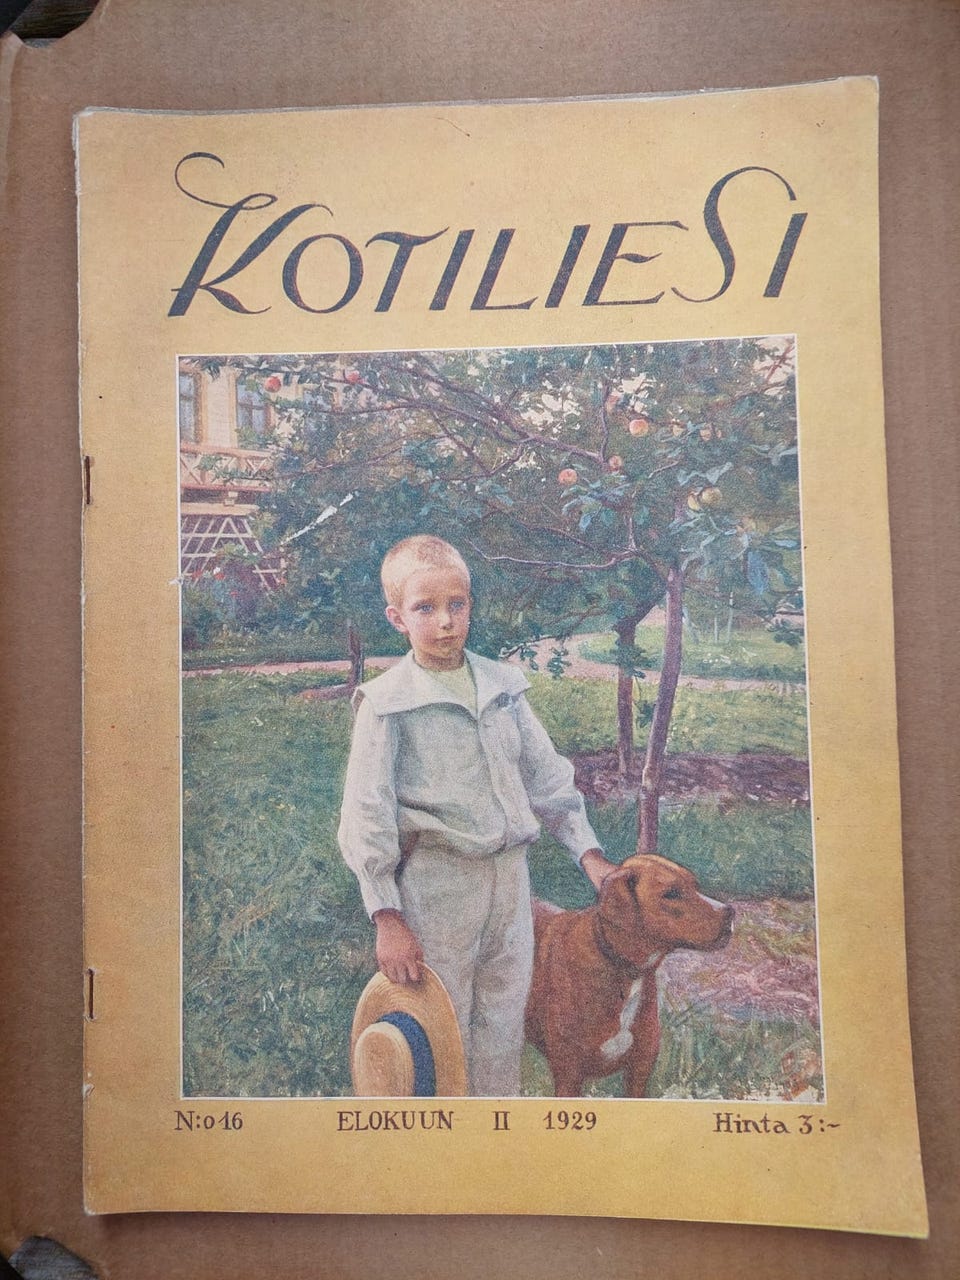 KOTILIESI
N:o 16 ELOKUUN II 1929 Hinta 3:-